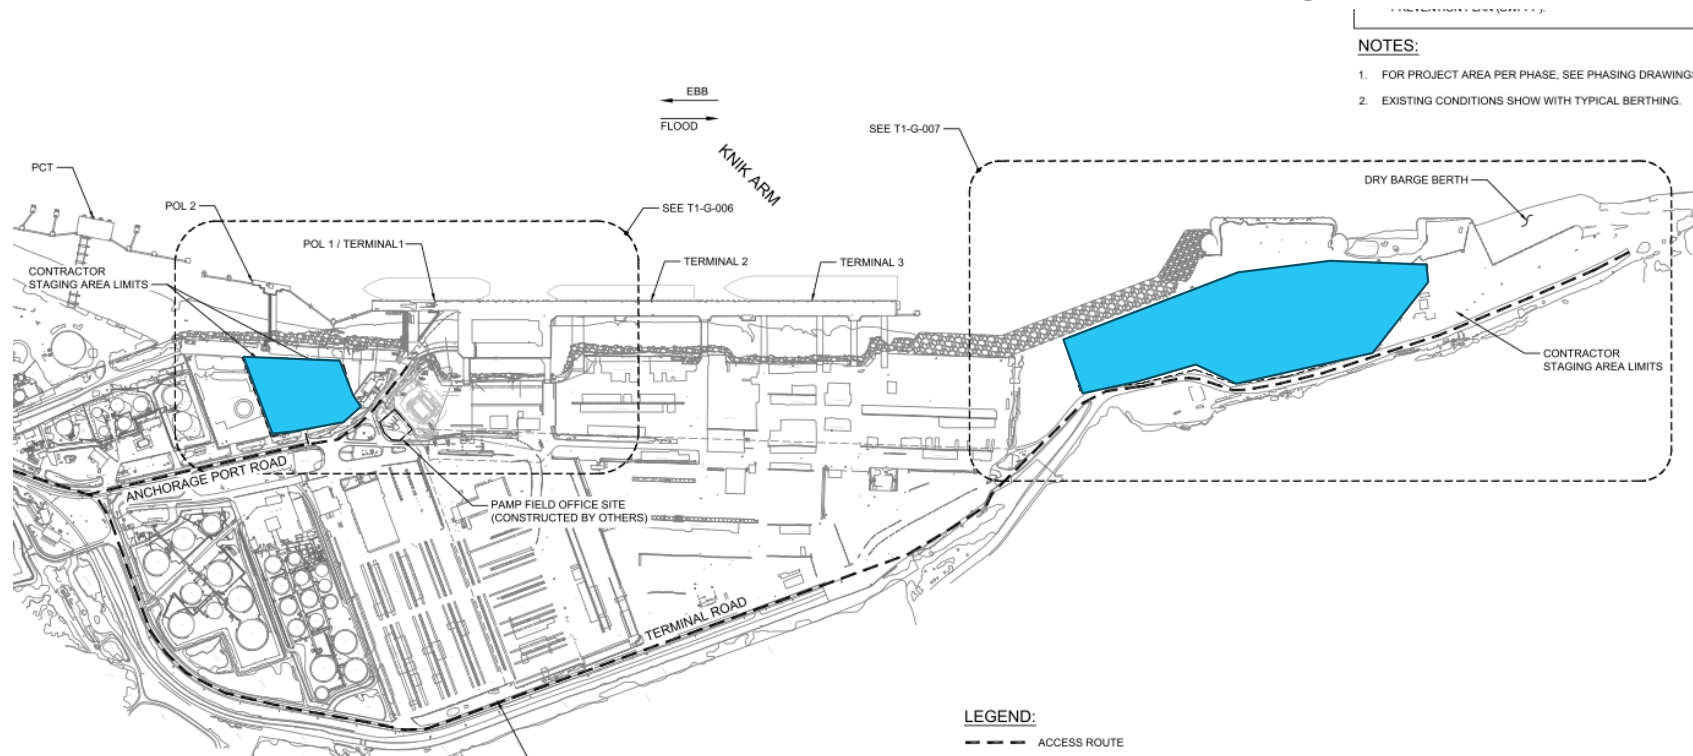 NOTES:
1. FOR PROJECT AREA PER PHASE, SEE PHASING DRAWINGS
2. EXISTING CONDITIONS SHOW WITH TYPICAL BERTHING.
EBB
FLOOD
KNIK ARM
SEE T1-G-007
PCT
POL 2
SEE T1-G-006
DRY BARGE BERTH
POL 1 / TERMINAL1
TERMINAL 2
TERMINAL 3
CONTRACTOR
STAGING AREA LIMITS
CONTRACTOR
STAGING AREA LIMITS
ANCHORAGE PORT ROAD
PAMP FIELD OFFICE SITE
(CONSTRUCTED BY OTHERS)
TERMINAL ROAD
LEGEND:
ACCESS ROUTE